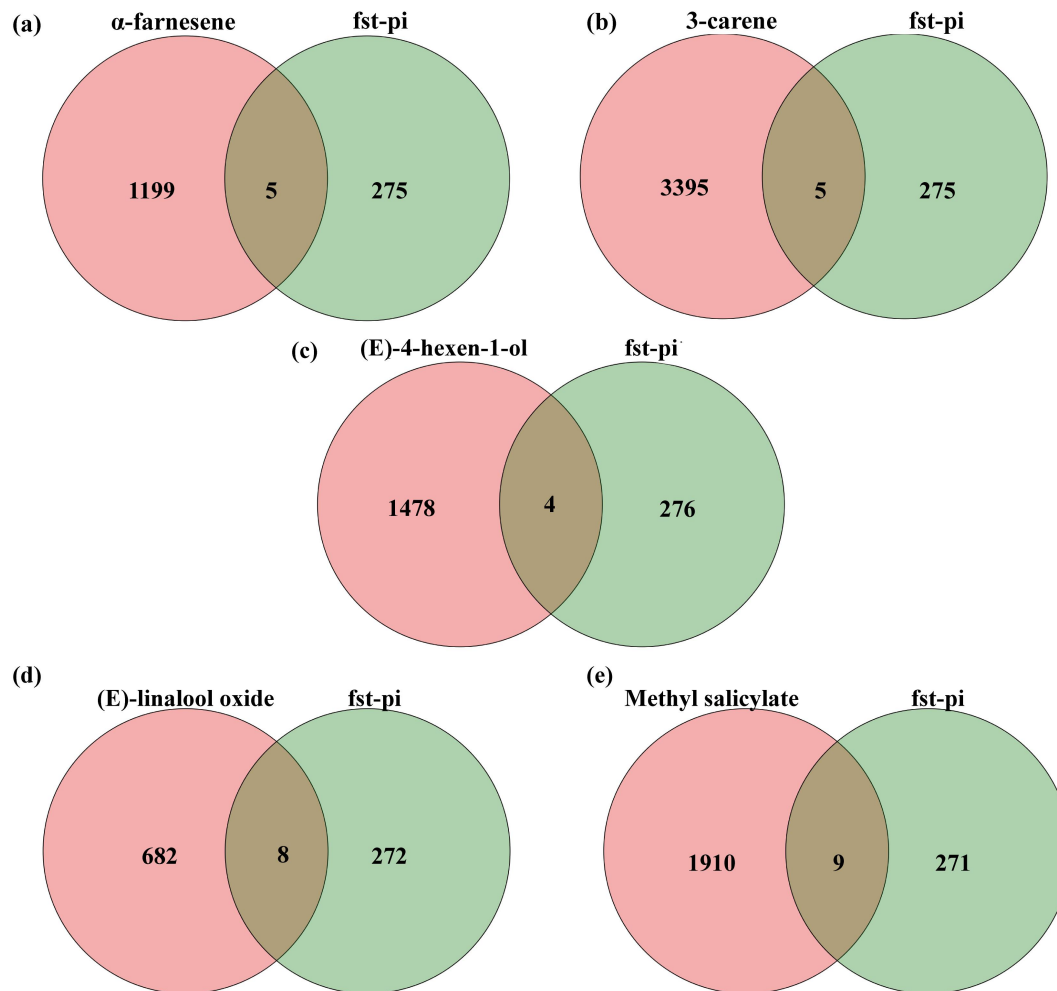 (a)
α-farnesene fst-pi
1199 5 275
(b)
3-carene fst-pi
3395 5 275
(c)
(E)-4-hexen-1-ol fst-pi
1478 4 276
(d)
(E)-linalool oxide fst-pi
682 8 272
(e)
Methyl salicylate fst-pi
1910 9 271